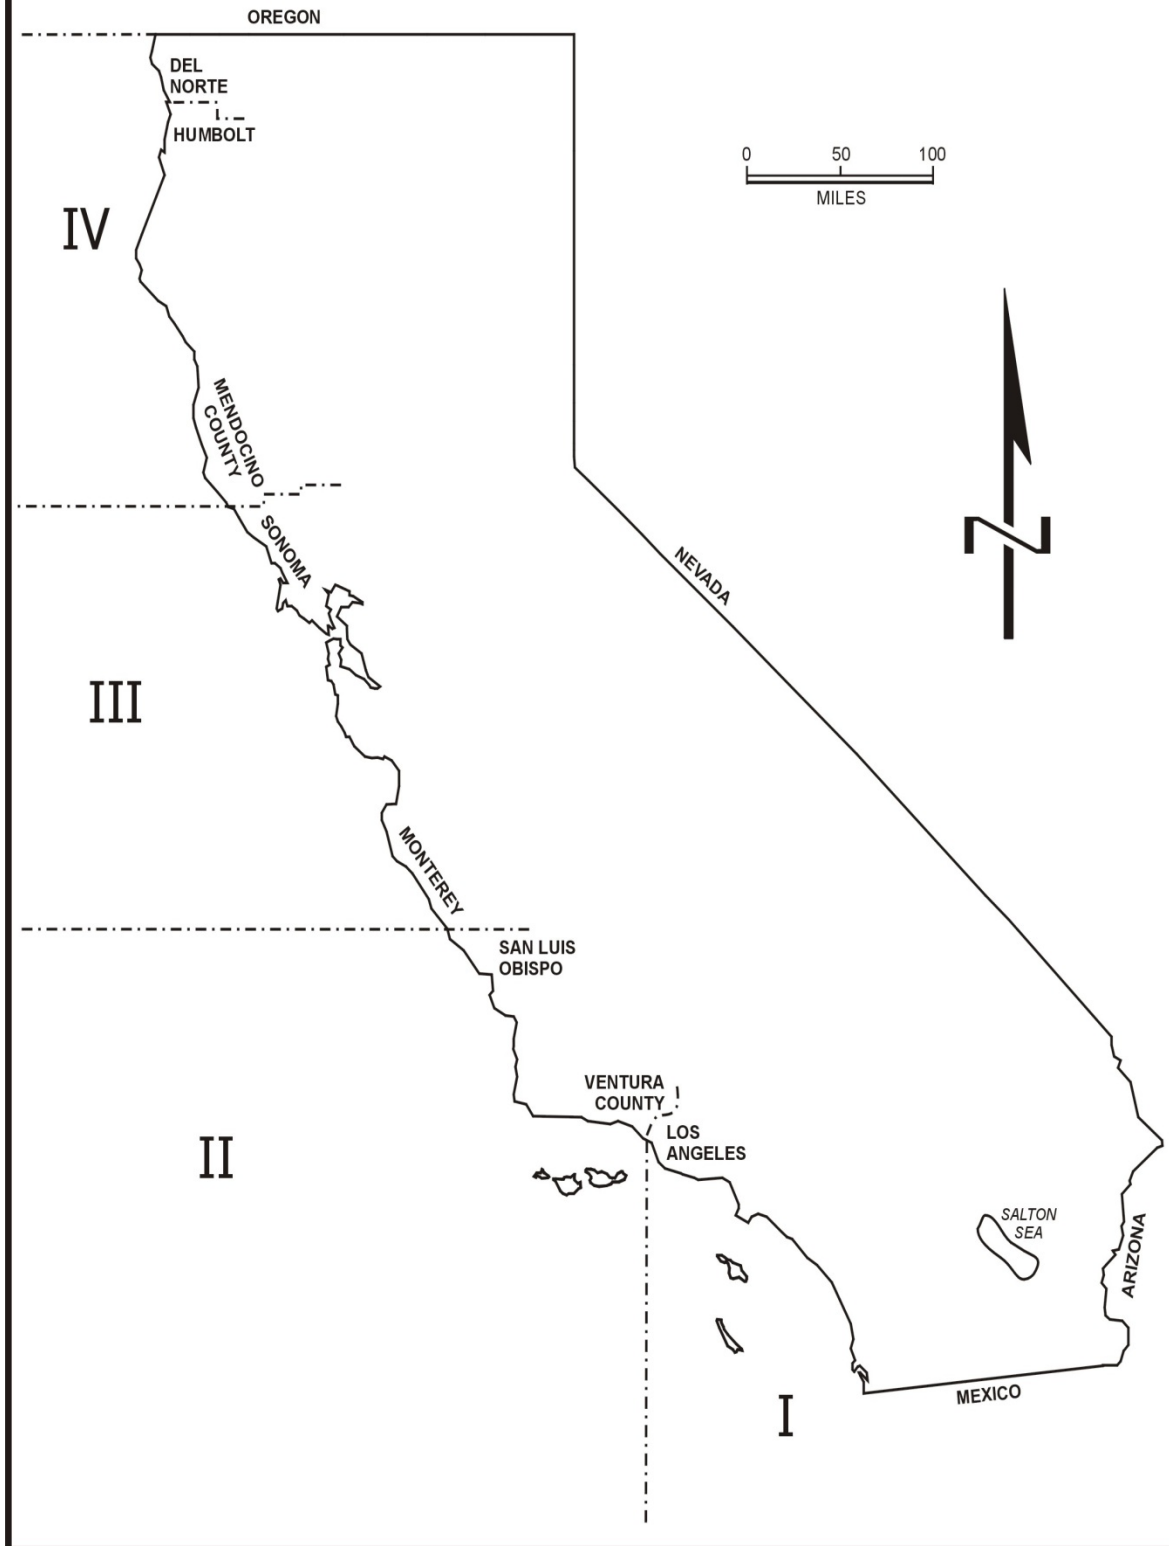 OREGON
DEL
NORTE
HUMBOLT
0 50 100
MILES
IV
MENDOCINO
COUNTY
SONOMA
N
NEVADA
III
MONTEREY
SAN LUIS
OBISPO
VENTURA
COUNTY
LOS
ANGELES
II
SALTON
SEA
ARIZONA
MEXICO
I